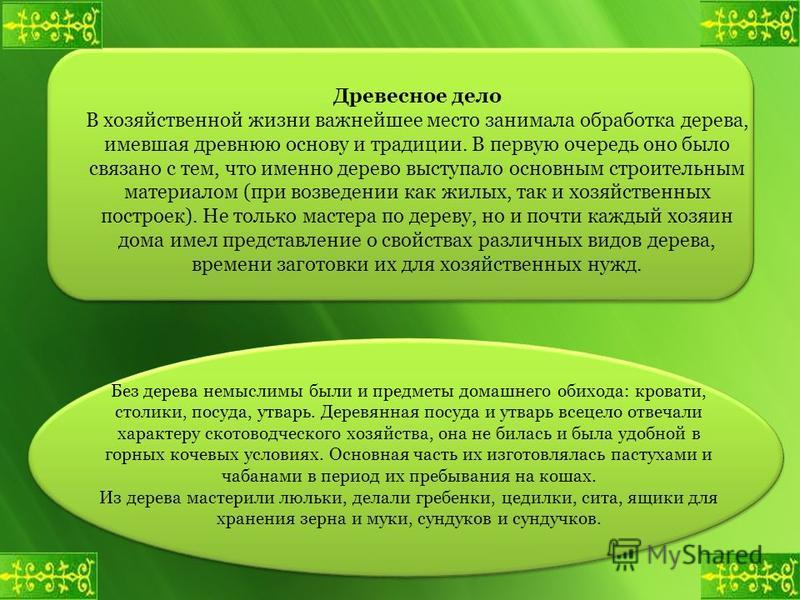 Древесное дело
В хозяйственной жизни важнейшее место занимала обработка дерева,
имевшая древнюю основу и традиции. В первую очередь оно было
связано с тем, что именно дерево выступало основным строительным
материалом (при возведении как жилых, так и хозяйственных
построек). Не только мастера по дереву, но и почти каждый хозяин
дома имел представление о свойствах различных видов дерева,
времени заготовки их для хозяйственных нужд.
Без дерева немыслимы были и предметы домашнего обихода: кровати,
столики, посуда, утварь. Деревянная посуда и утварь всецело отвечали
характеру скотоводческого хозяйства, она не билась и была удобной в
горных кочевых условиях. Основная часть их изготовлялась пастухами и
чабанами в период их пребывания на кошах.
Из дерева мастерили люльки, делали гребенки, цедилки, сита, ящики для
хранения зерна и муки, сундуков и сундучков.
MyShared